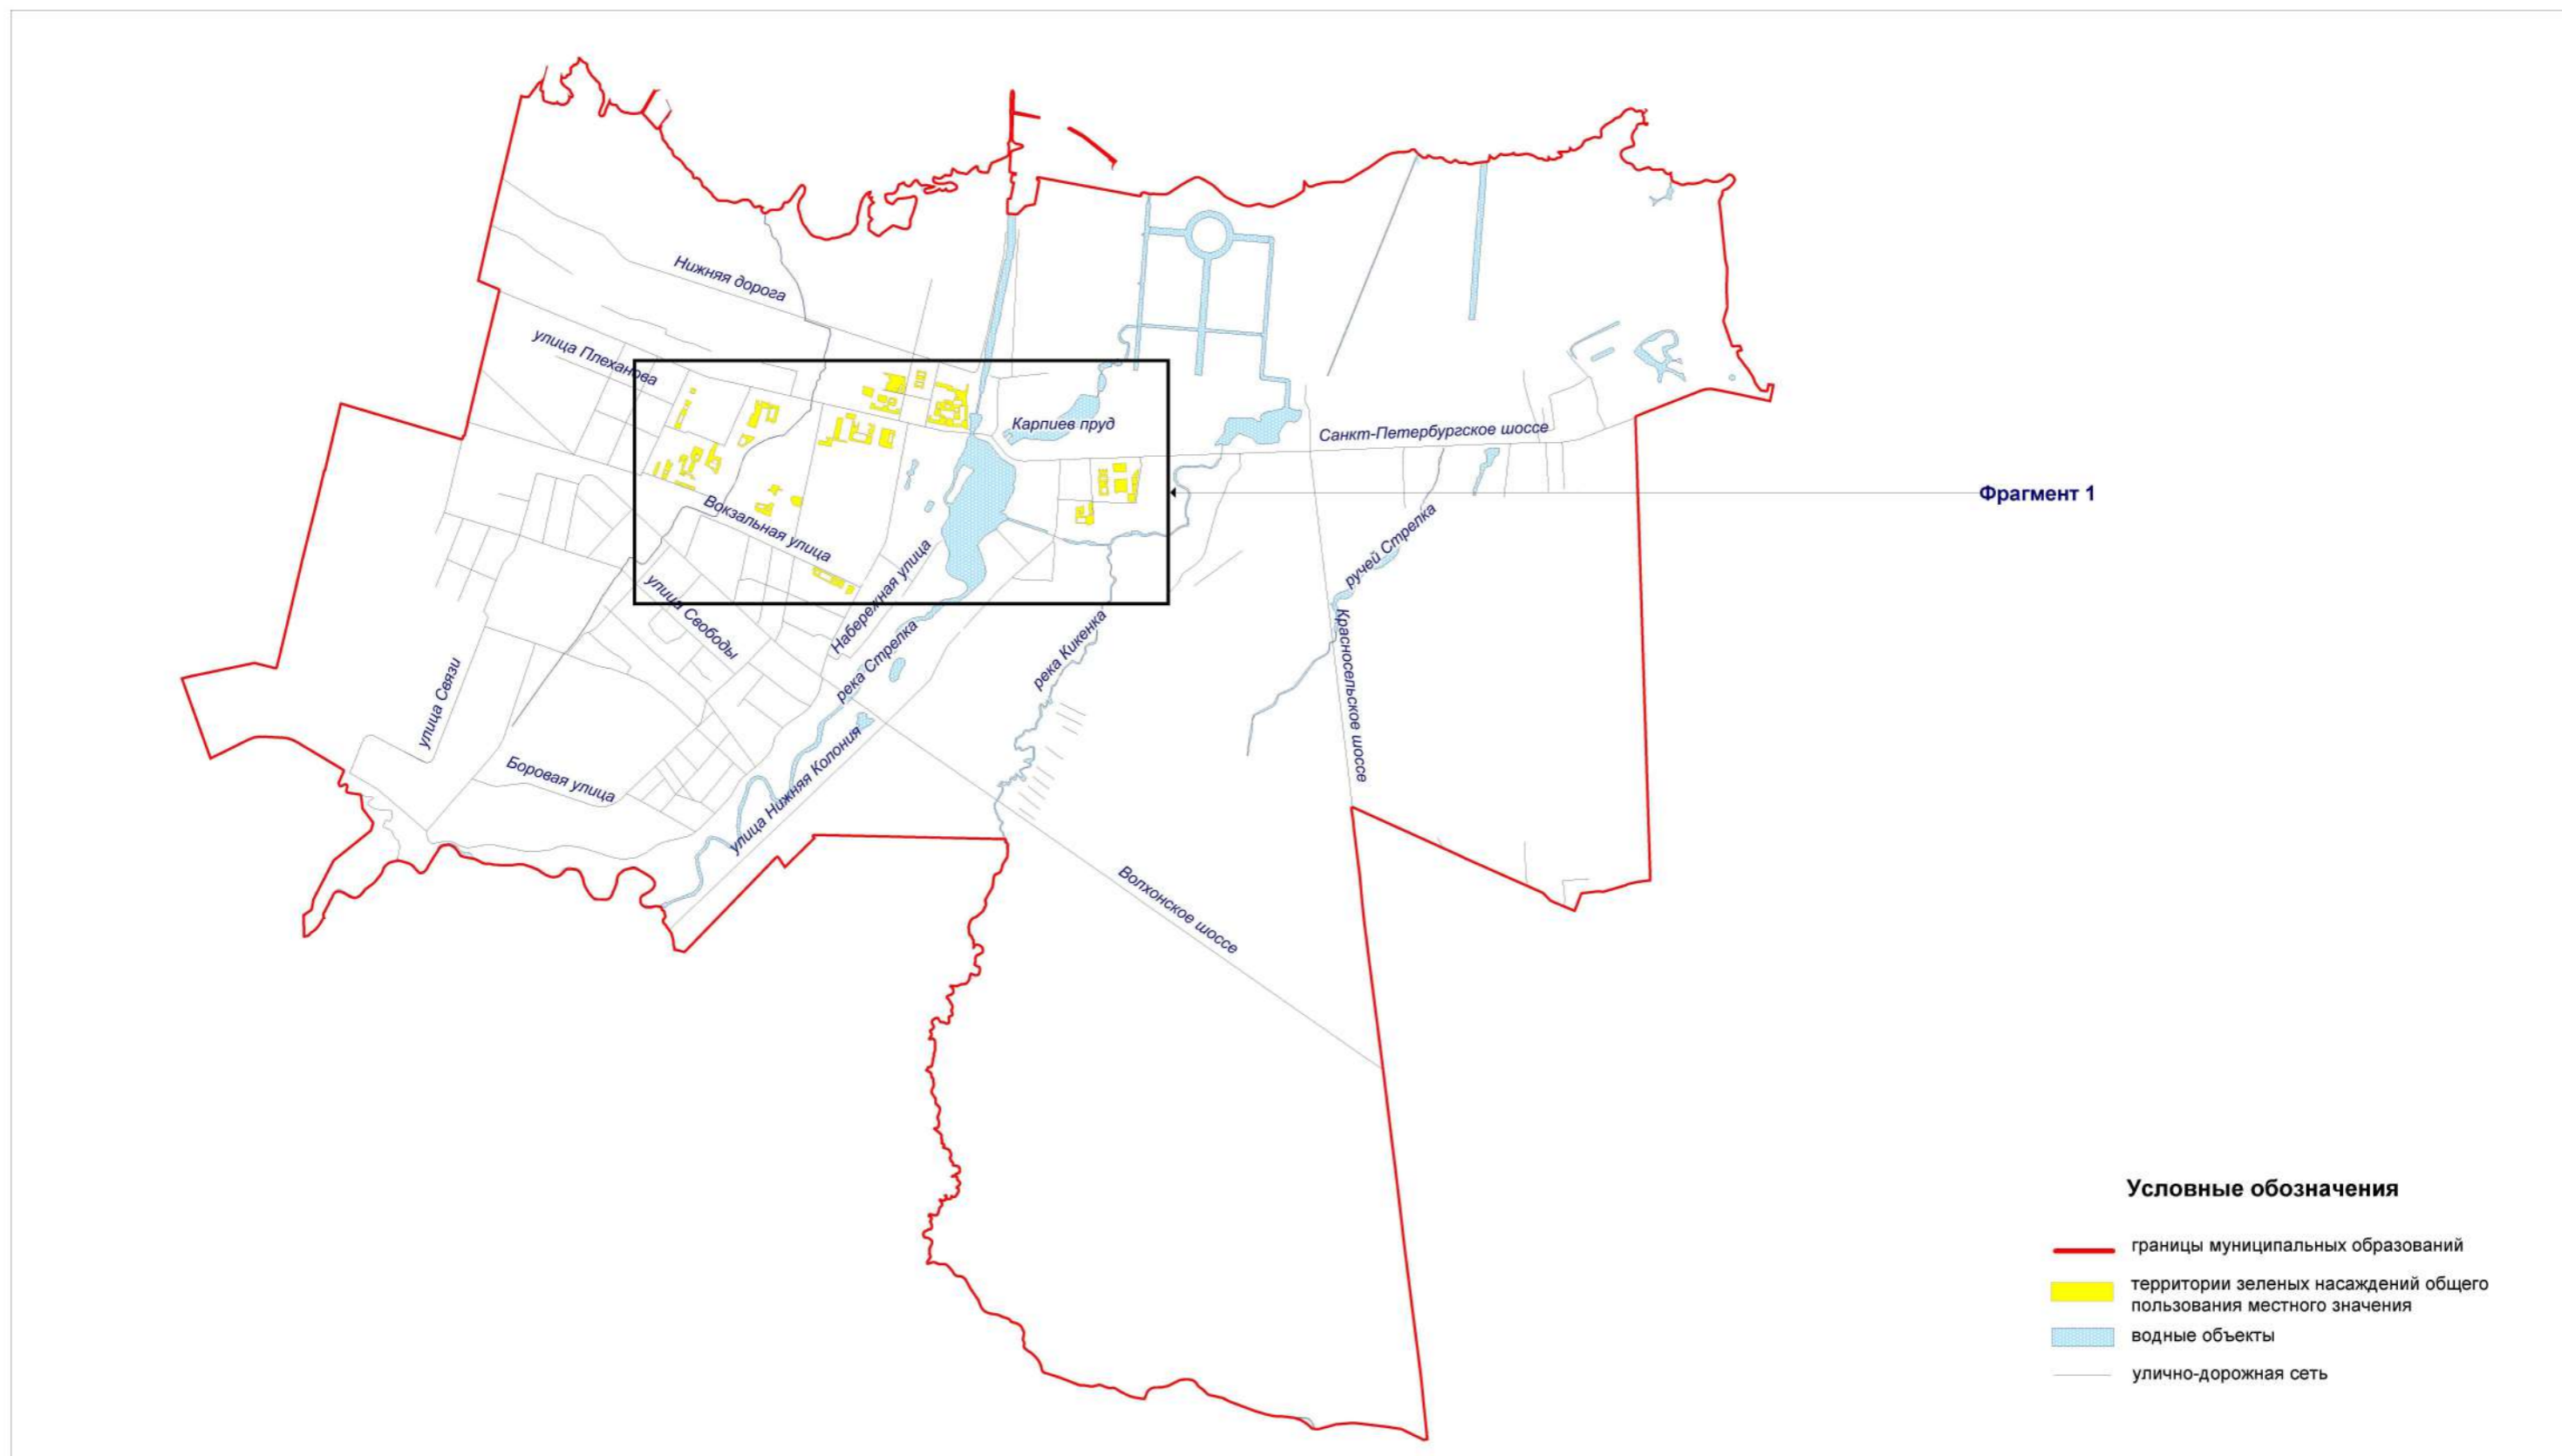 Нижняя дорога
улица Плеханова
Карпиев пруд
Санкт-Петербургское шоссе
Фрагмент 1
Вокзальная улица
ручей Стрелка
Набережная улица
улица Свободы
река Стрелка
река Кикенка
Красносельское шоссе
улица Связи
Боровая улица
улица Нижняя Колония
Волхонское шоссе
Условные обозначения
границы муниципальных образований
территории зеленых насаждений общего
пользования местного значения
водные объекты
улично-дорожная сеть